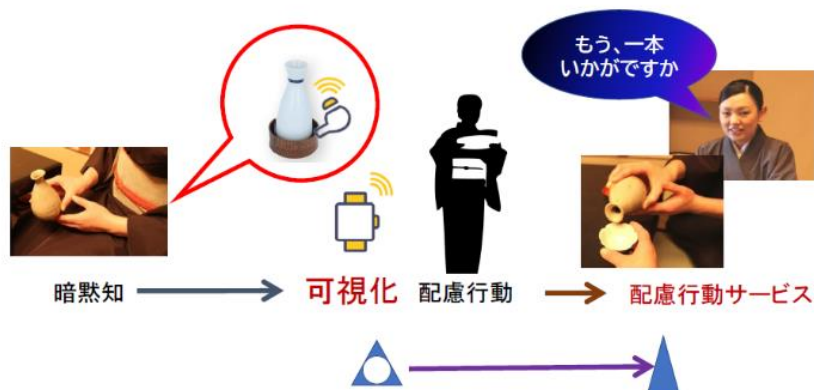 もう、一本
いかがですか
暗黙知
可視化
配慮行動
配慮行動サービス